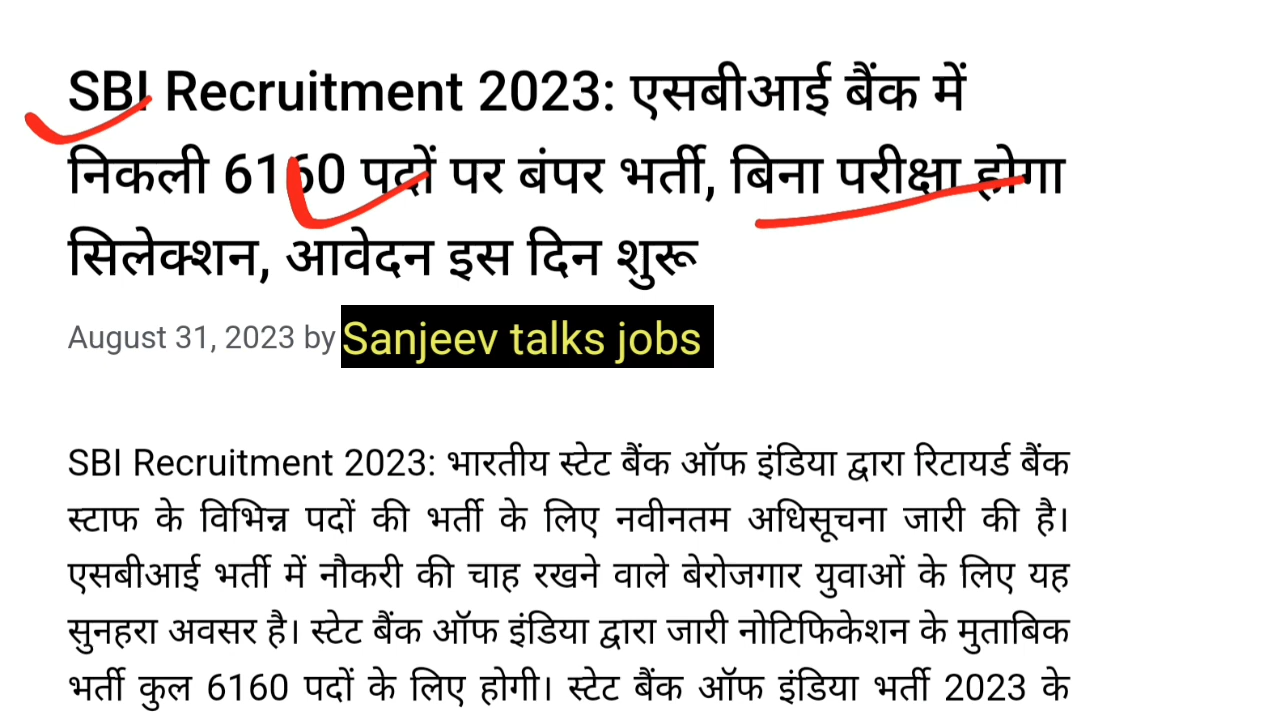 SBI Recruitment 2023: एसबीआई बैंक में
निकली 6160 पदों पर बंपर भर्ती, बिना परीक्षा होगा
सिलेक्शन, आवेदन इस दिन शुरू
August 31, 2023 by Sanjeev talks jobs
SBI Recruitment 2023: भारतीय स्टेट बैंक ऑफ इंडिया द्वारा रिटायर्ड बैंक
स्टाफ के विभिन्न पदों की भर्ती के लिए नवीनतम अधिसूचना जारी की है।
एसबीआई भर्ती में नौकरी की चाह रखने वाले बेरोजगार युवाओं के लिए यह
सुनहरा अवसर है। स्टेट बैंक ऑफ इंडिया द्वारा जारी नोटिफिकेशन के मुताबिक
भर्ती कुल 6160 पदों के लिए होगी। स्टेट बैंक ऑफ इंडिया भर्ती 2023 के